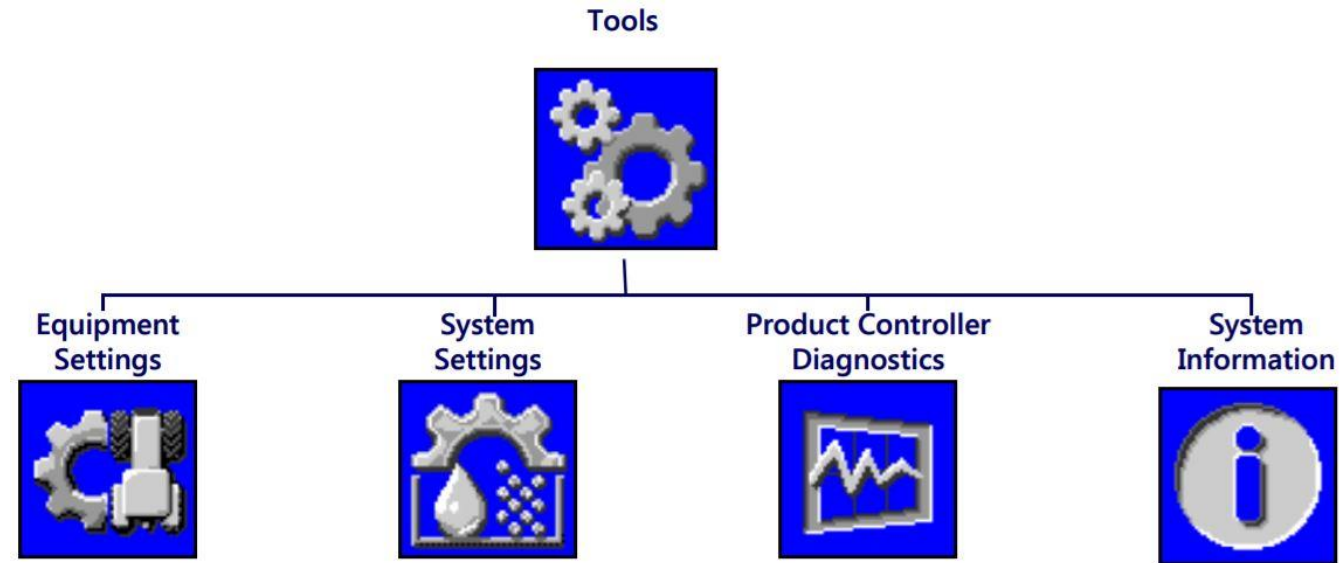 Tools
Equipment
Settings
System
Settings
Product Controller
Diagnostics
System
Information